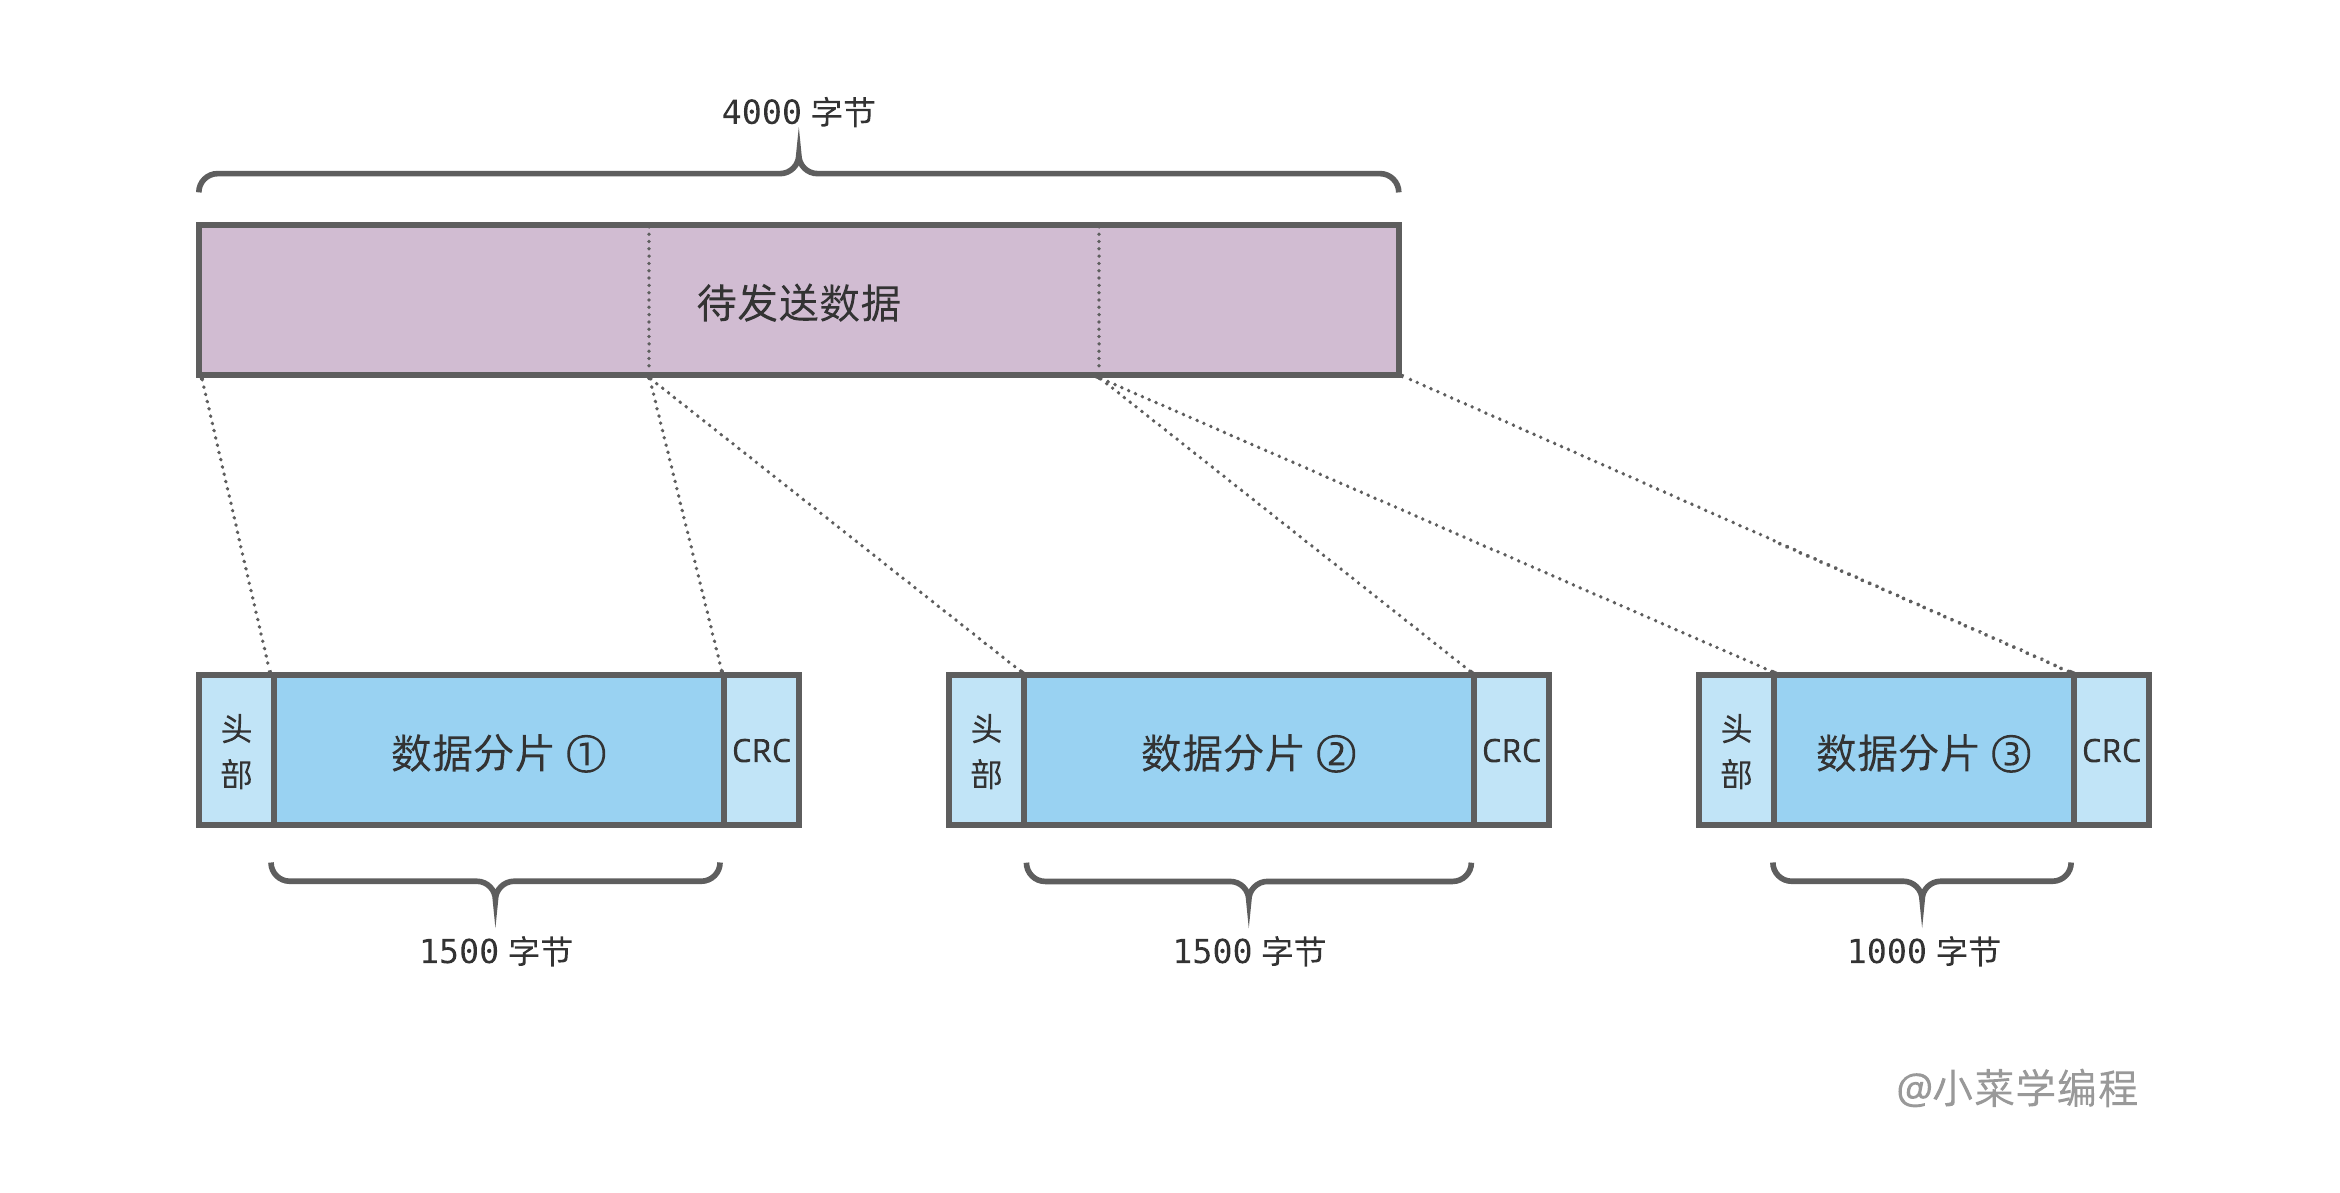 4000 字节
待发送数据
头部
数据分片 ①
CRC
头部
数据分片 ②
CRC
头部
数据分片 ③
CRC
1500 字节
1500 字节
1000 字节
@小菜学编程